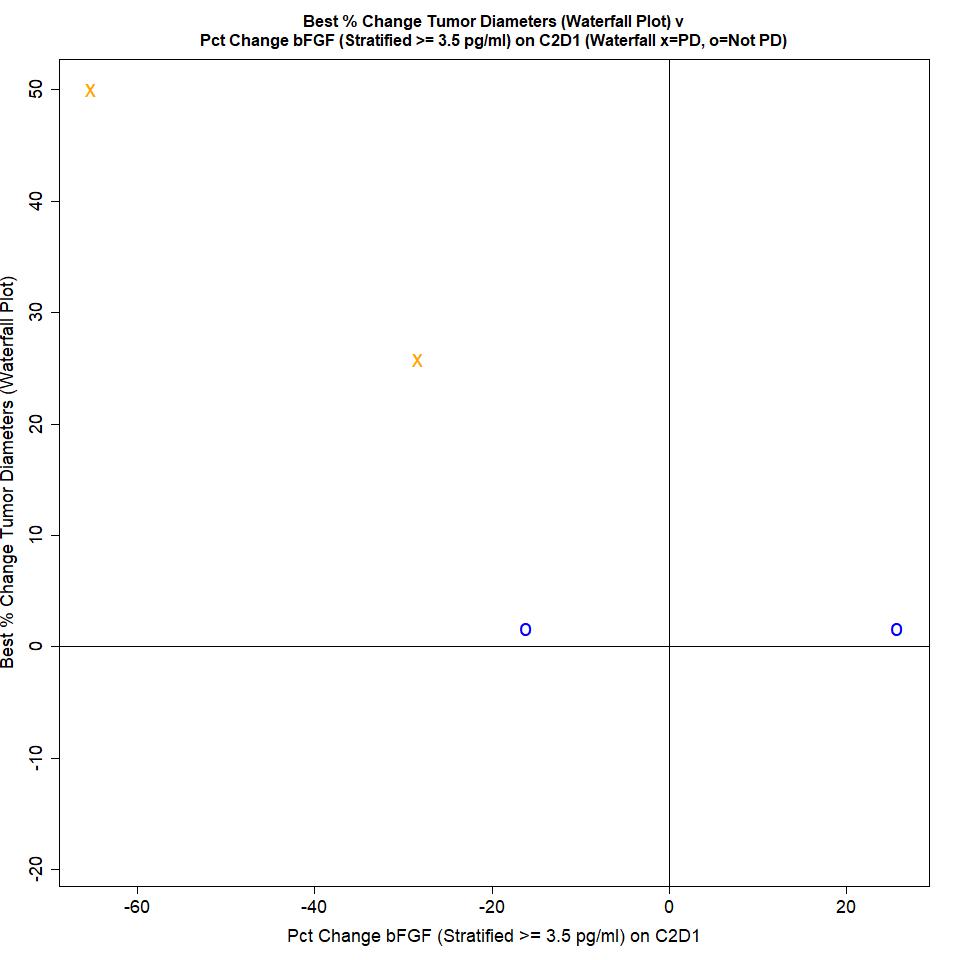 Best % Change Tumor Diameters (Waterfall Plot) v
Pct Change bFGF (Stratified >= 3.5 pg/ml) on C2D1 (Waterfall x=PD, o=Not PD)
Best % Change Tumor Diameters (Waterfall Plot)
50
40
30
20
10
0
-10
-20
X
X
O
O
-60
-40
-20
0
20
Pct Change bFGF (Stratified >= 3.5 pg/ml) on C2D1